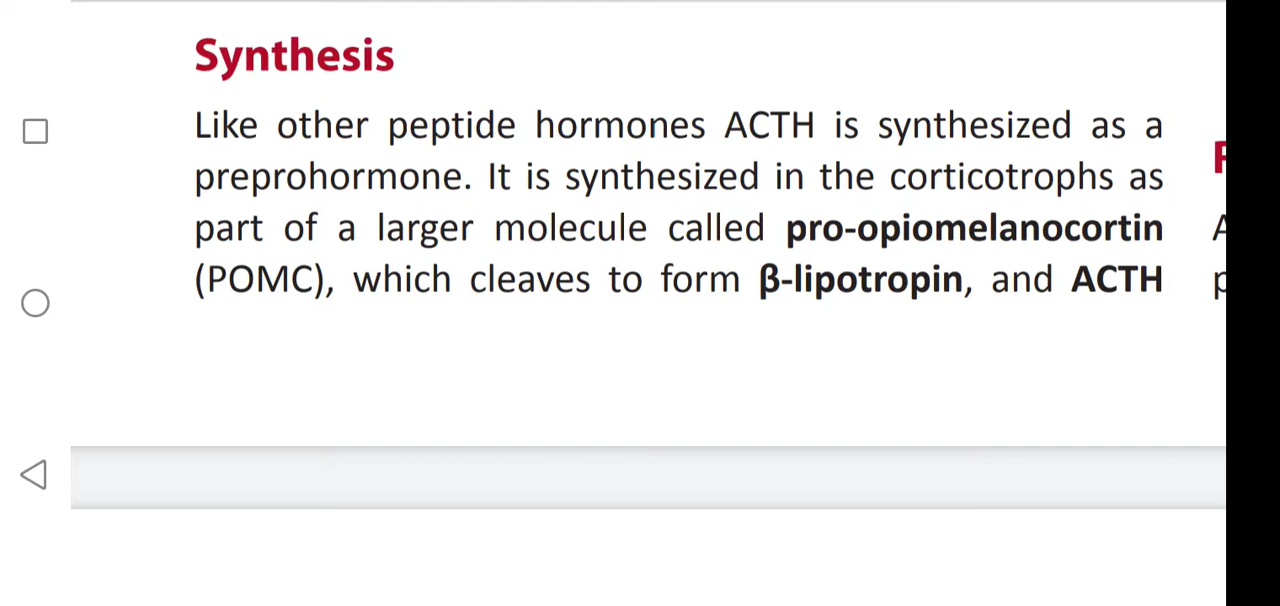 Synthesis
Like other peptide hormones ACTH is synthesized as a
preprohormone. It is synthesized in the corticotrophs as
part of a larger molecule called pro-opiomelanocortin
(POMC), which cleaves to form β-lipotropin, and ACTH